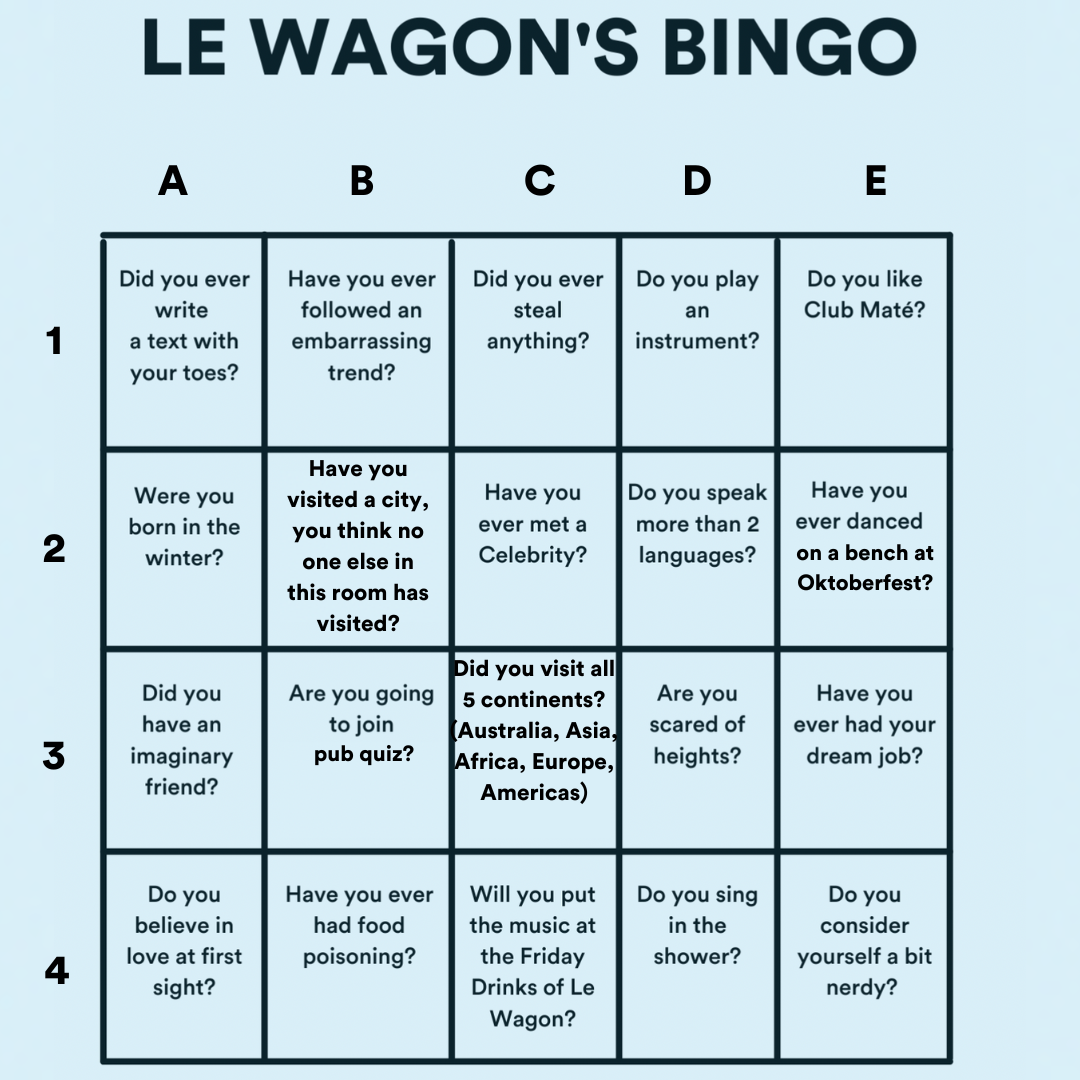 LE WAGON'S BINGO
A B C D E
1
Did you ever
write
a text with
your toes?
Have you ever
followed an
embarrassing
trend?
Did you ever
steal
anything?
Do you play
an
instrument?
Do you like
Club Maté?
2
Were you
born in the
winter?
Have you
visited a city,
you think no
one else in
this room has
visited?
Have you
ever met a
Celebrity?
Do you speak
more than 2
languages?
Have you
ever danced
on a bench at
Oktoberfest?
3
Did you
have an
imaginary
friend?
Are you going
to join
pub quiz?
Did you visit all
5 continents?
(Australia, Asia,
Africa, Europe,
Americas)
Are you
scared of
heights?
Have you
ever had your
dream job?
4
Do you
believe in
love at first
sight?
Have you ever
had food
poisoning?
Will you put
the music at
the Friday
Drinks of Le
Wagon?
Do you sing
in the
shower?
Do you
consider
yourself a bit
nerdy?